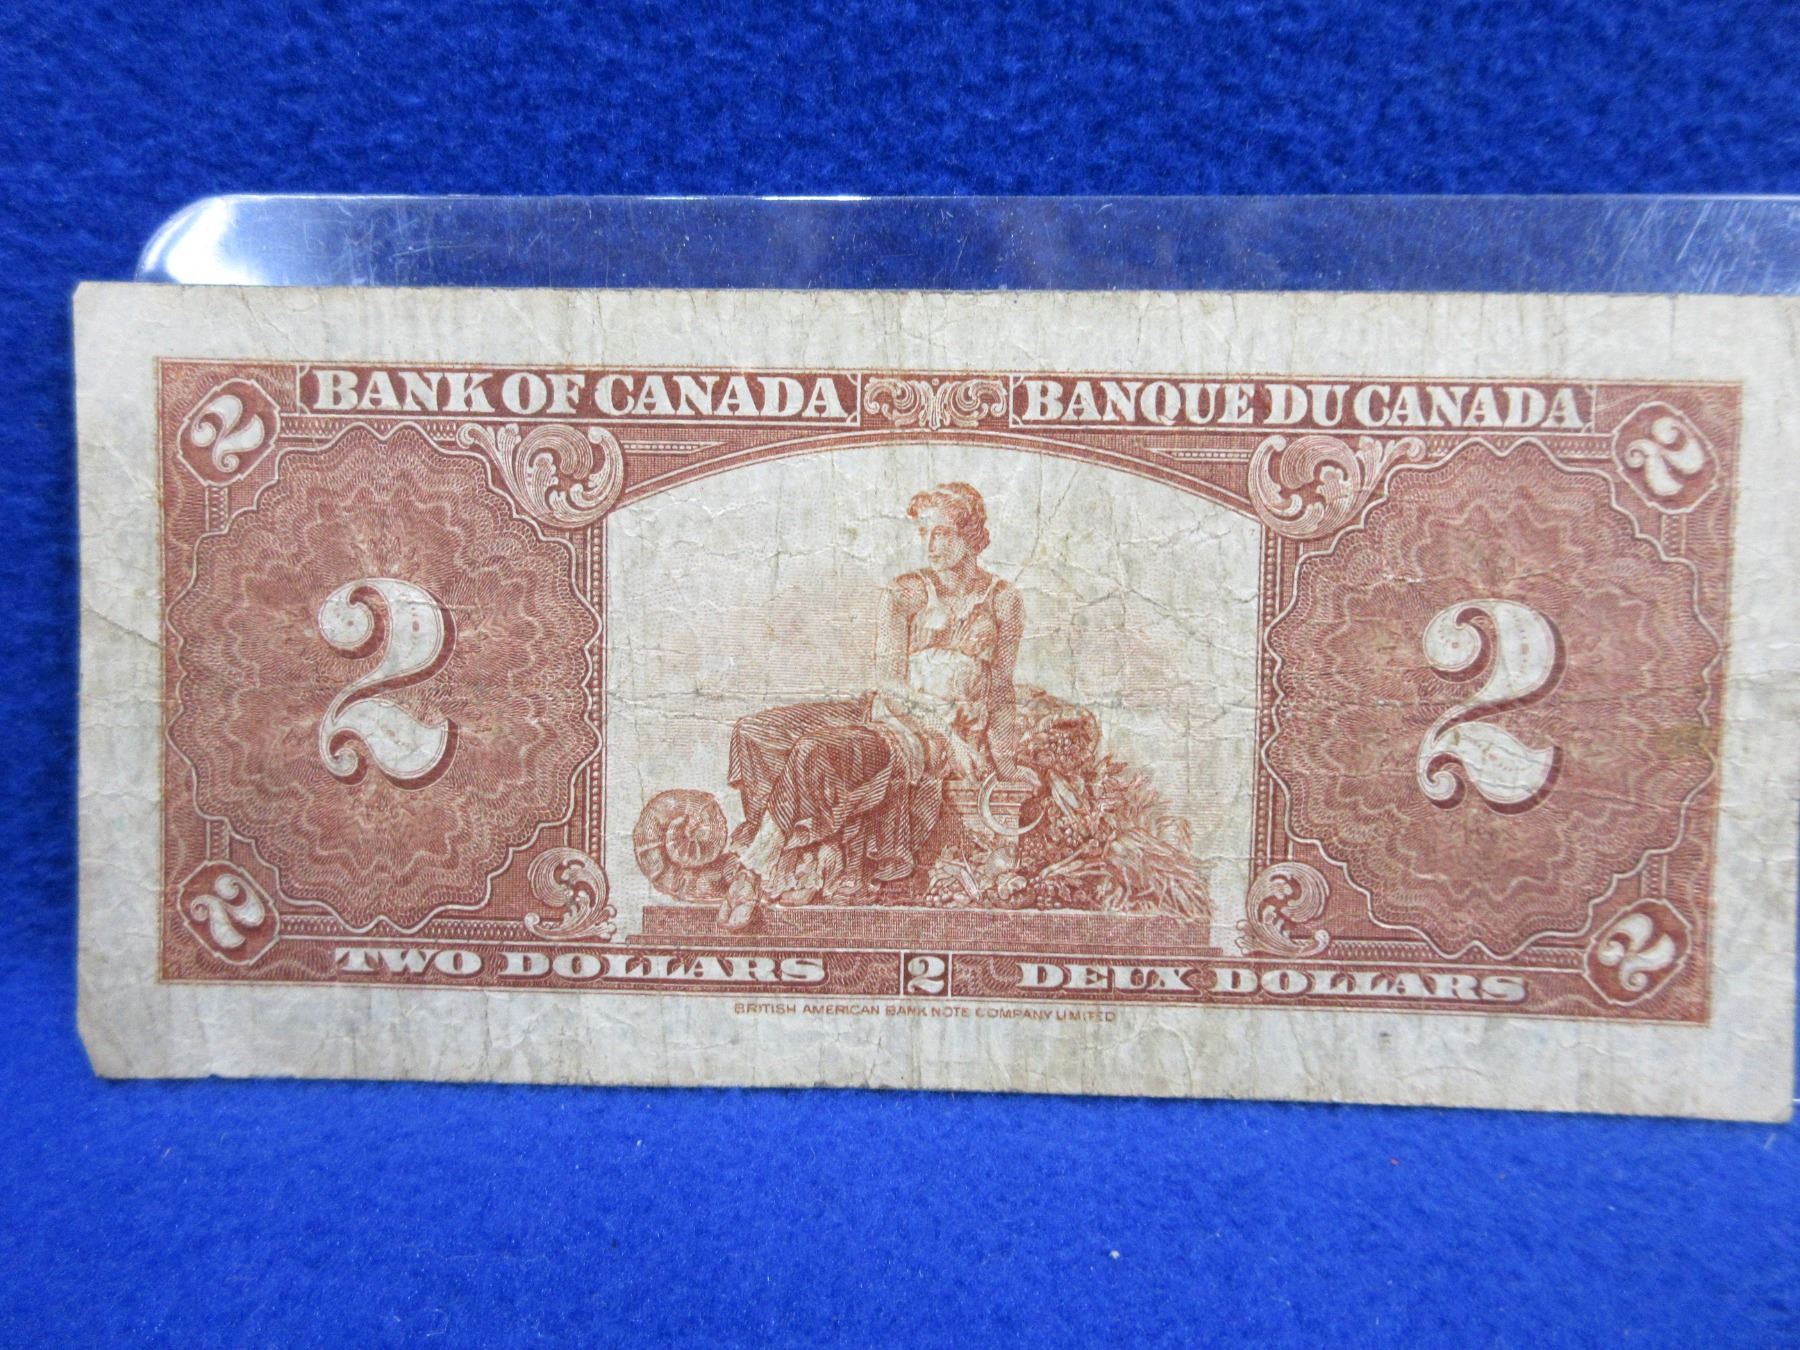 2 BANK OF CANADA BANQUE DU CANADA 2
2 2
2 TWO DOLLARS 2 DEUX DOLLARS 2
BRITISH AMERICAN BANK NOTE COMPANY LIMITED